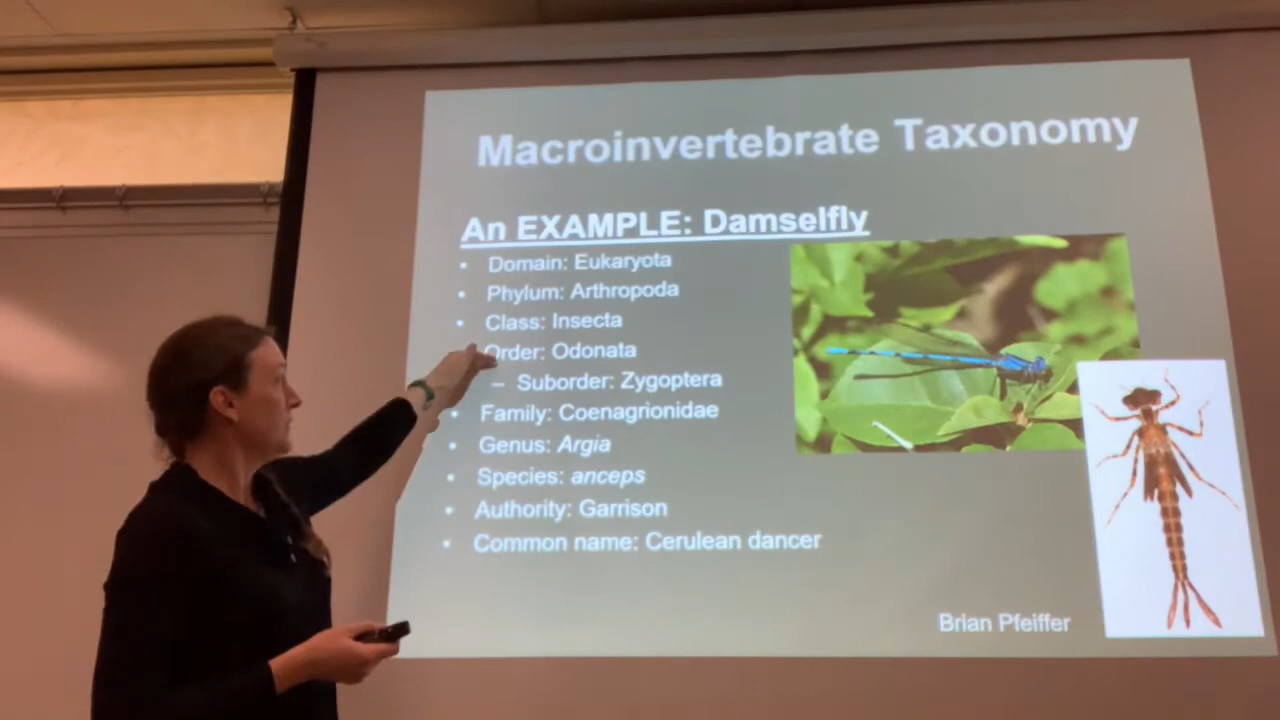 Macroinvertebrate Taxonomy
An EXAMPLE: Damselfly
• Domain: Eukaryota
• Phylum: Arthropoda
• Class: Insecta
Order: Odonata
– Suborder: Zygoptera
• Family: Coenagrionidae
• Genus: Argia
• Species: anceps
• Authority: Garrison
• Common name: Cerulean dancer
Brian Pfeiffer